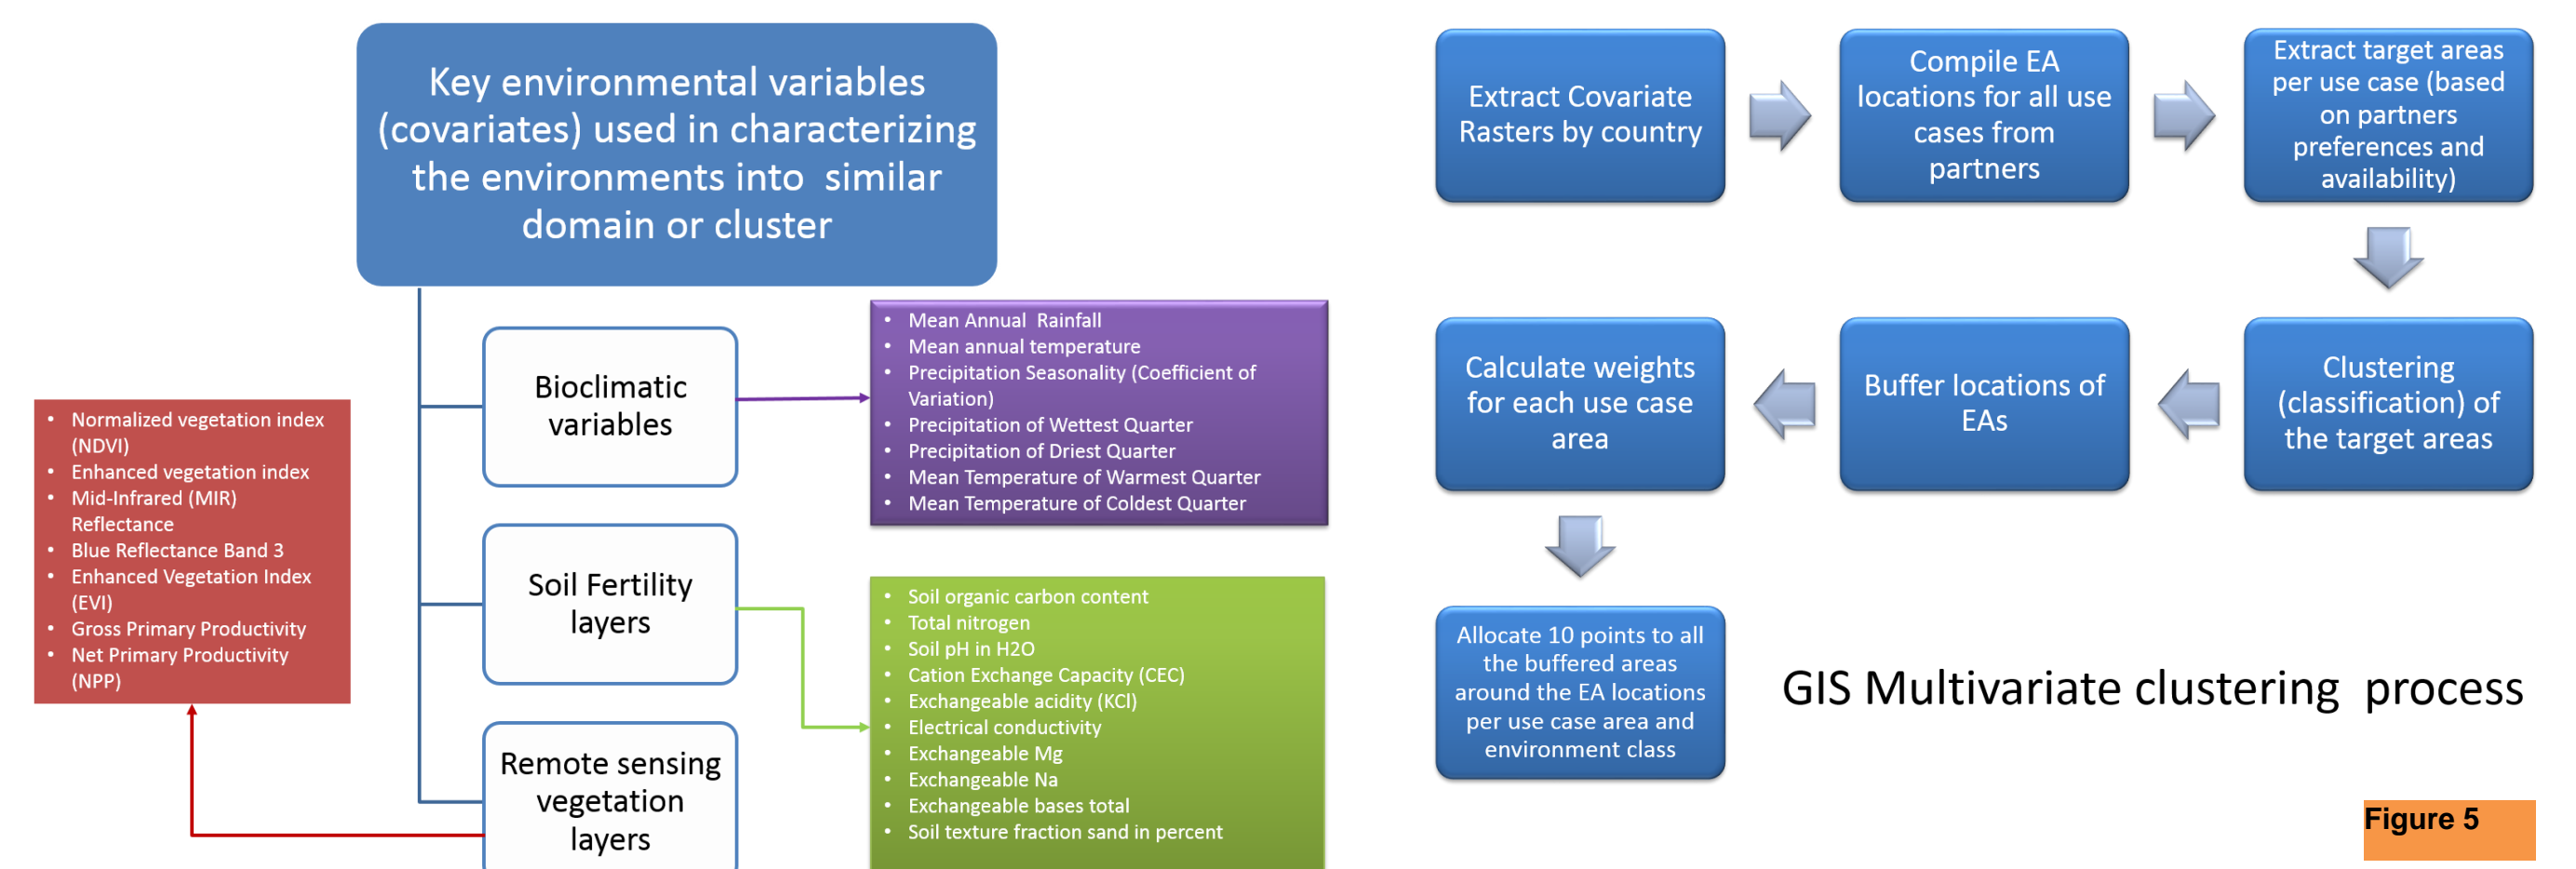 Key environmental variables
(covariates) used in characterizing
the environments into similar
domain or cluster
Bioclimatic
variables
• Mean Annual Rainfall
• Mean annual temperature
• Precipitation Seasonality (Coefficient of
Variation)
• Precipitation of Wettest Quarter
• Precipitation of Driest Quarter
• Mean Temperature of Warmest Quarter
• Mean Temperature of Coldest Quarter
Soil Fertility
layers
• Soil organic carbon content
• Total nitrogen
• Soil pH in H2O
• Cation Exchange Capacity (CEC)
• Exchangeable acidity (KCl)
• Electrical conductivity
• Exchangeable Mg
• Exchangeable Na
• Exchangeable bases total
• Soil texture fraction sand in percent
Remote sensing
vegetation
layers
• Normalized vegetation index
(NDVI)
• Enhanced vegetation index
• Mid-Infrared (MIR)
Reflectance
• Blue Reflectance Band 3
• Enhanced Vegetation Index
(EVI)
• Gross Primary Productivity
• Net Primary Productivity
(NPP)
Extract Covariate
Rasters by country
Compile EA
locations for all use
cases from
partners
Extract target areas
per use case (based
on partners
preferences and
availability)
Clustering
(classification) of
the target areas
Buffer locations of
EAs
Calculate weights
for each use case
area
Allocate 10 points to all
the buffered areas
around the EA locations
per use case area and
environment class
GIS Multivariate clustering process
Figure 5